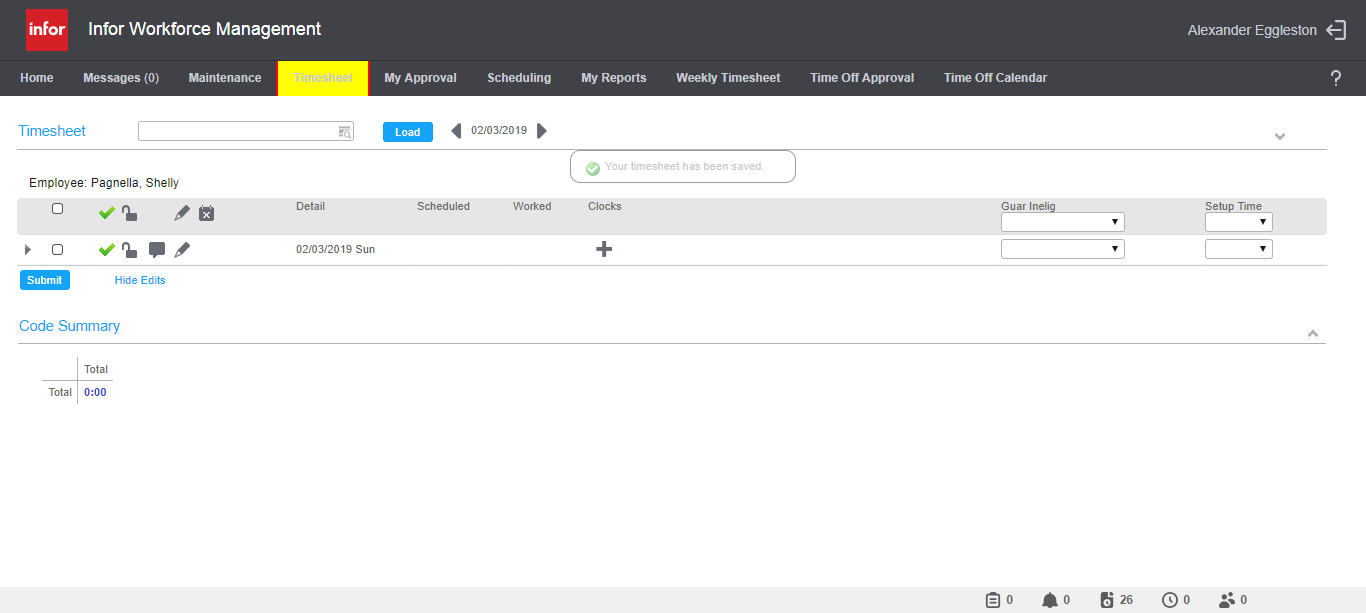 infor Infor Workforce Management Alexander Eggleston
Home Messages (0) Maintenance Timesheet My Approval Scheduling My Reports Weekly Timesheet Time Off Approval Time Off Calendar ?
Timesheet Load 02/03/2019
Your timesheet has been saved.
Employee: Pagnella, Shelly
Detail Scheduled Worked Clocks Guar Inelig Setup Time
02/03/2019 Sun
Submit Hide Edits
Code Summary
Total
Total 0:00
0 0 26 0 0